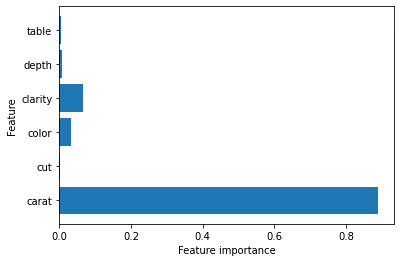 table
depth
clarity
color
cut
carat
Feature
0.0 0.2 0.4 0.6 0.8
Feature importance